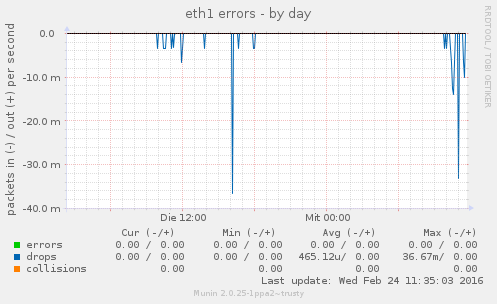 eth1 errors - by day
RRDTOOL / TOBI OETIKER
packets in (-) / out (+) per second
0.0
-10.0 m
-20.0 m
-30.0 m
-40.0 m
Die 12:00 Mit 00:00
Cur (-/+) Min (-/+) Avg (-/+) Max (-/+)
errors 0.00 / 0.00 0.00 / 0.00 0.00 / 0.00 0.00 / 0.00
drops 0.00 / 0.00 0.00 / 0.00 465.12u/ 0.00 36.67m/ 0.00
collisions 0.00 0.00 0.00 0.00
Last update: Wed Feb 24 11:35:03 2016
Munin 2.0.25-1ppa2~trusty